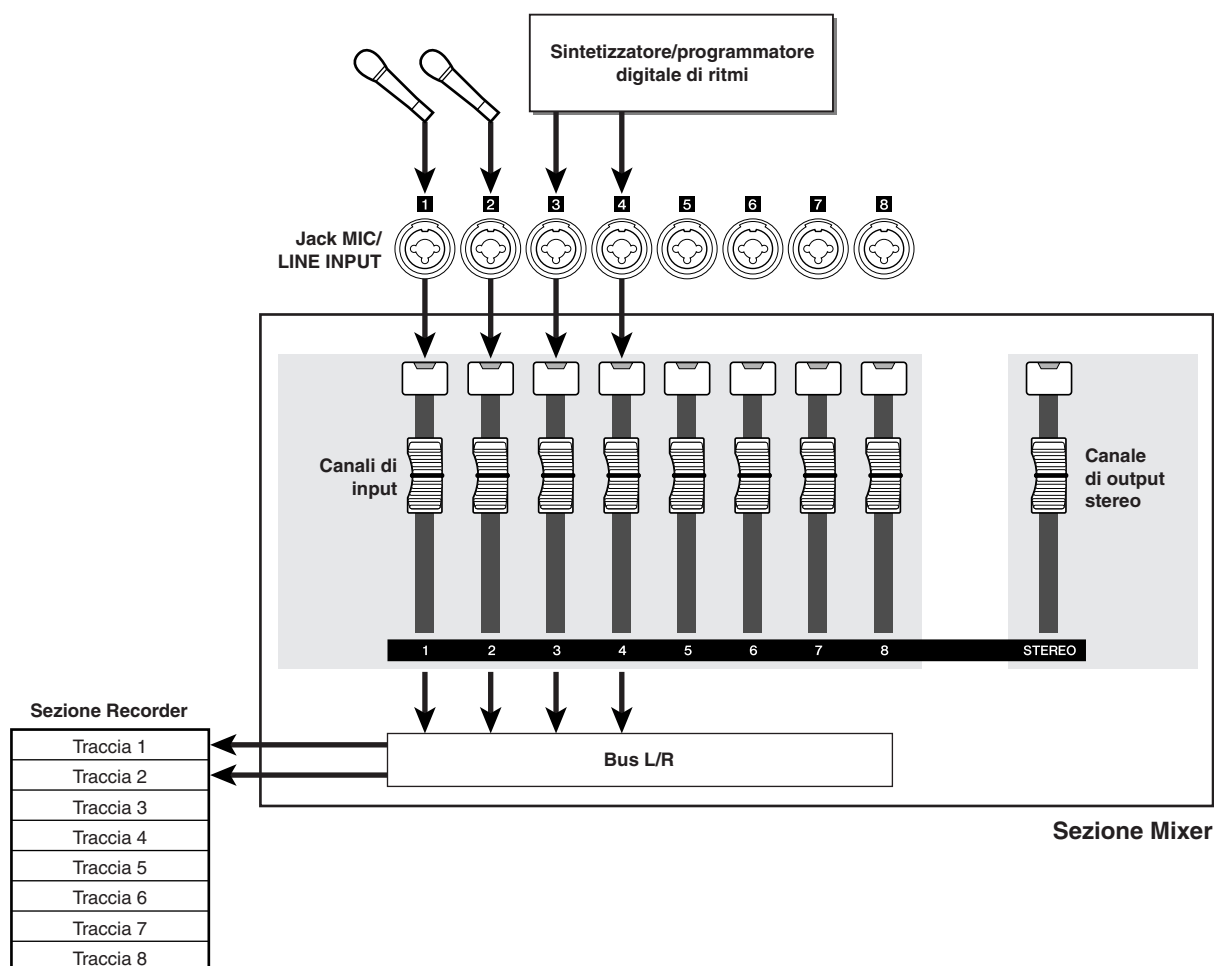 Sintetizzatore/programmatore
digitale di ritmi
1 2 3 4 5 6 7 8
Jack MIC/
LINE INPUT
Canali di
input
Canale
di output
stereo
1 2 3 4 5 6 7 8 STEREO
Bus L/R
Sezione Mixer
Sezione Recorder
Traccia 1
Traccia 2
Traccia 3
Traccia 4
Traccia 5
Traccia 6
Traccia 7
Traccia 8